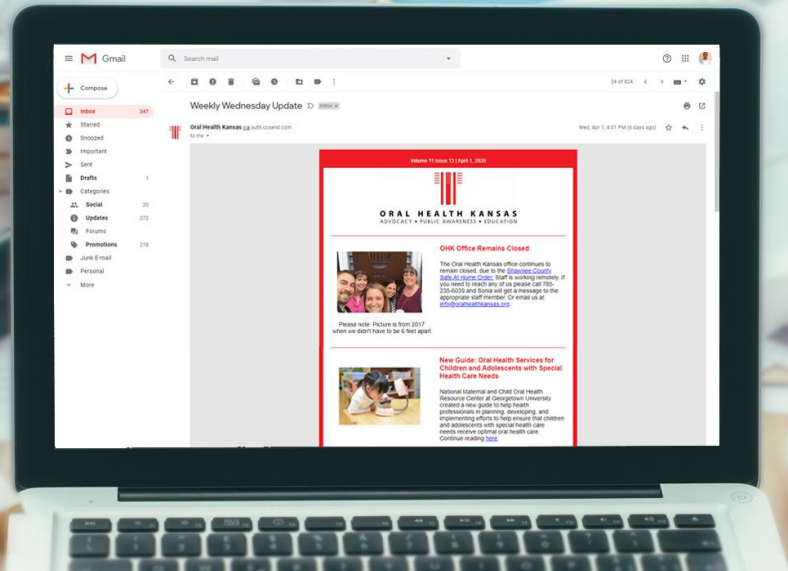 Gmail
Search mail
Compose
24 of 924
Inbox 347
Starred
Snoozed
Important
Sent
Drafts 1
Categories
Social 20
Updates 272
Forums
Promotions 218
Junk E-mail
Personal
More
Weekly Wednesday Update
Inbox x
Oral Health Kansas via auth.ccsend.com
to me
Wed, Apr 1, 4:01 PM (6 days ago)
Volume 11 Issue 13 | April 1, 2020
ORAL HEALTH KANSAS
ADVOCACY • PUBLIC AWARENESS • EDUCATION
OHK Office Remains Closed
The Oral Health Kansas office continues to
remain closed, due to the Shawnee County
Safe At Home Order. Staff is working remotely. If
you need to reach any of us please call 785-
235-6039 and Sonia will get a message to the
appropriate staff member. Or email us at
info@oralhealthkansas.org.
Please note: Picture is from 2017
when we didn't have to be 6 feet apart
New Guide: Oral Health Services for
Children and Adolescents with Special
Health Care Needs
National Maternal and Child Oral Health
Resource Center at Georgetown University
created a new guide to help health
professionals in planning, developing, and
implementing efforts to help ensure that children
and adolescents with special health care
needs receive optimal oral health care.
Continue reading here.